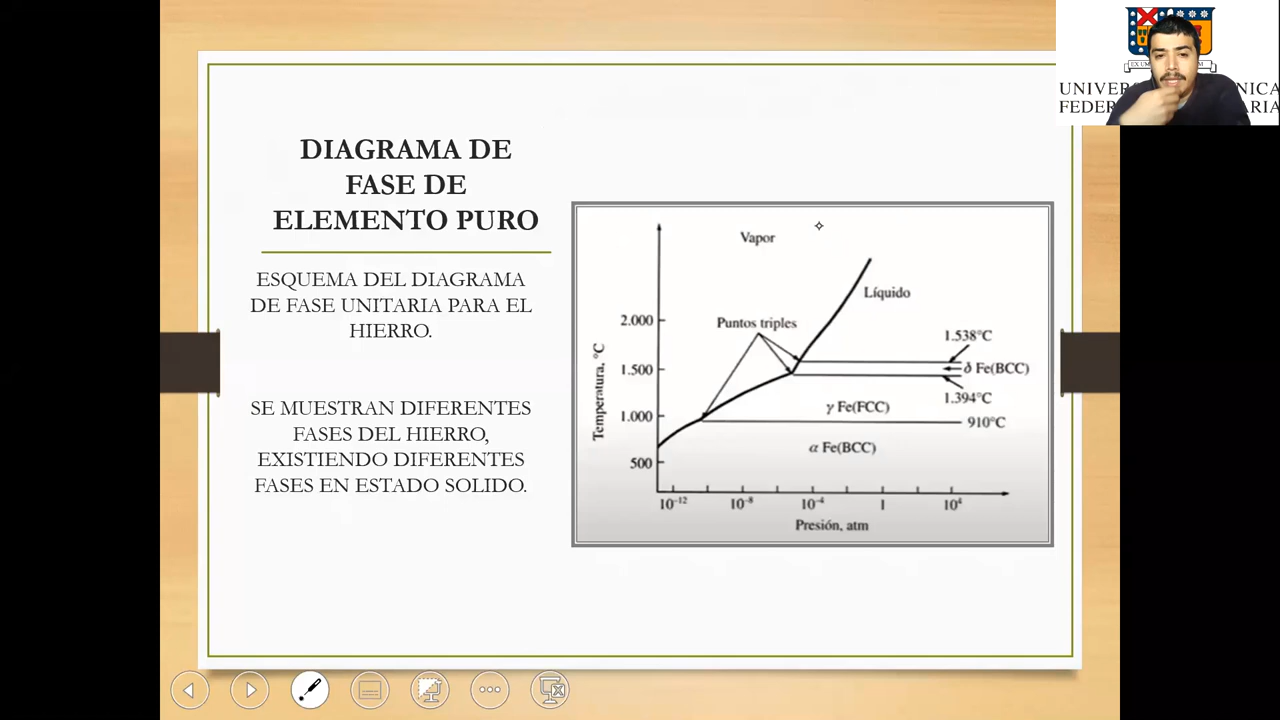 DIAGRAMA DE
FASE DE
ELEMENTO PURO
ESQUEMA DEL DIAGRAMA
DE FASE UNITARIA PARA EL
HIERRO.
SE MUESTRAN DIFERENTES
FASES DEL HIERRO,
EXISTIENDO DIFERENTES
FASES EN ESTADO SOLIDO.
Vapor
Líquido
Puntos triples
1.538°C
δ Fe(BCC)
1.394°C
γ Fe(FCC)
910°C
α Fe(BCC)
Temperatura, °C
2.000
1.500
1.000
500
10⁻¹² 10⁻⁸ 10⁻⁴ 1 10⁴
Presión, atm